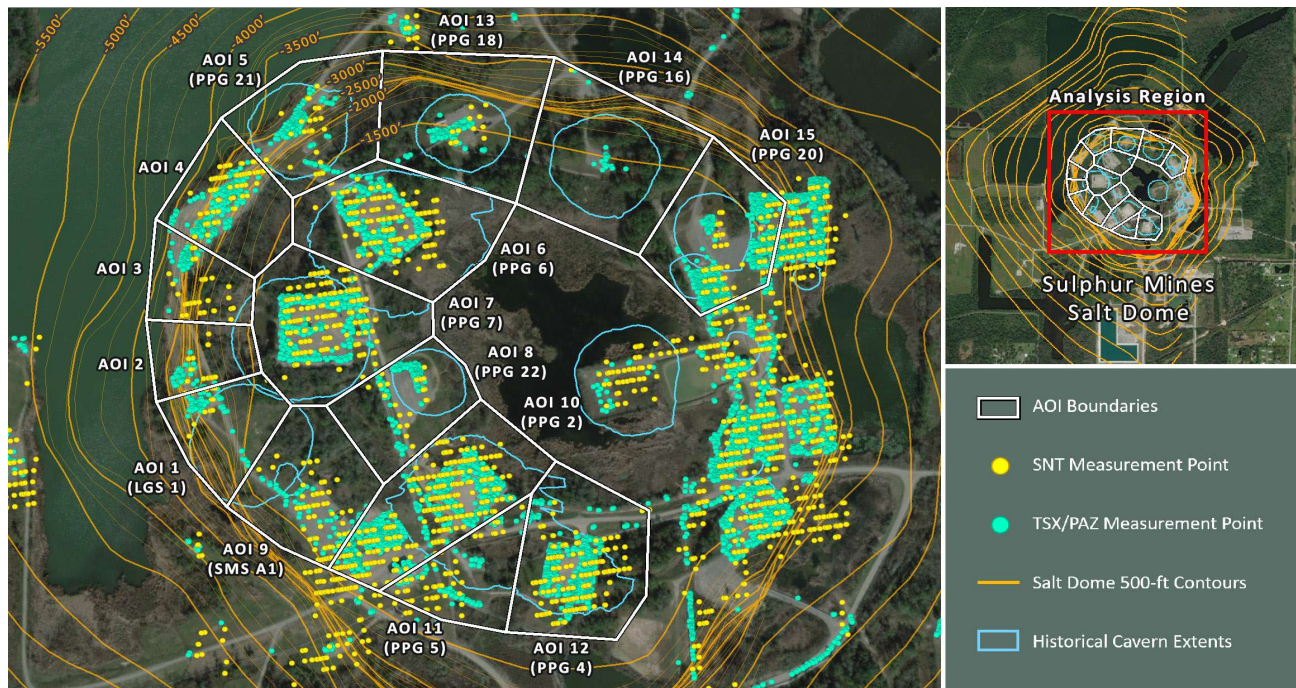 -5500'
-5000'
-4500'
-4000'
-3500'
-3000'
-2500'
-2000'
-1500'
AOI 13
(PPG 18)
AOI 5
(PPG 21)
AOI 14
(PPG 16)
AOI 15
(PPG 20)
AOI 4
AOI 3
AOI 6
(PPG 6)
AOI 7
(PPG 7)
AOI 2
AOI 8
(PPG 22)
AOI 10
(PPG 2)
AOI 1
(LGS 1)
AOI 9
(SMS A1)
AOI 11
(PPG 5)
AOI 12
(PPG 4)
Analysis Region
Sulphur Mines
Salt Dome
AOI Boundaries
SNT Measurement Point
TSX/PAZ Measurement Point
Salt Dome 500-ft Contours
Historical Cavern Extents